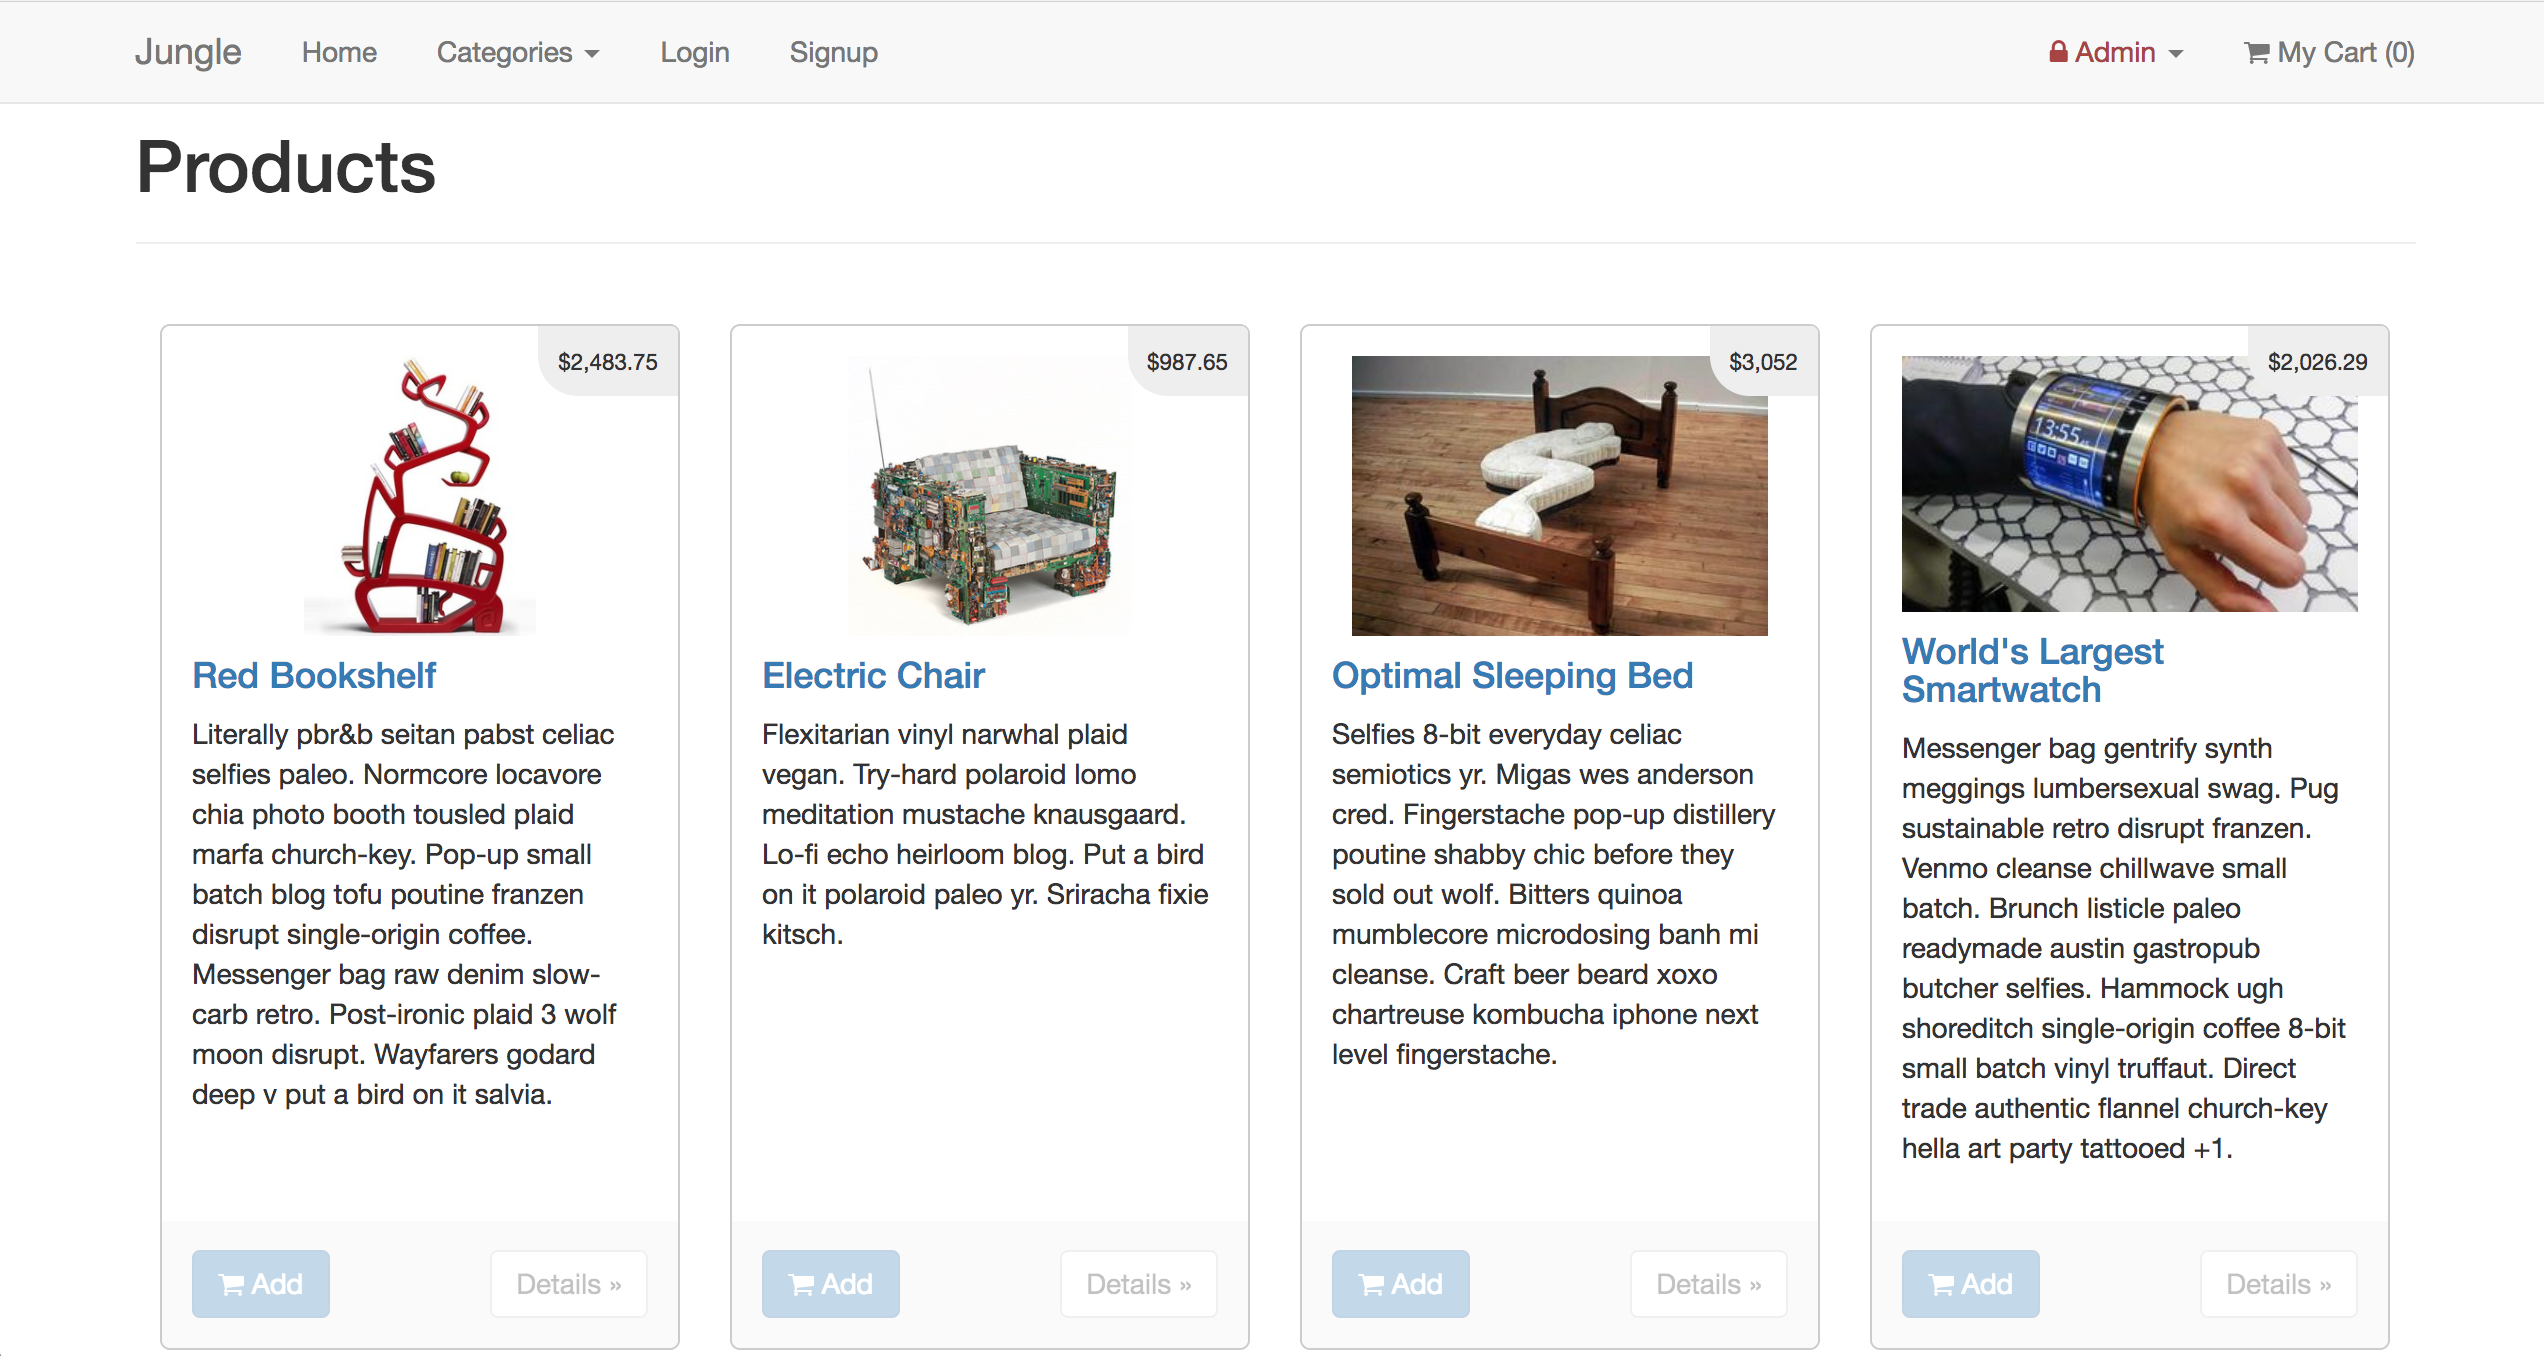 Jungle Home Categories Login Signup Admin My Cart (0)
Products
$2,483.75
Red Bookshelf
Literally pbr&b seitan pabst celiac
selfies paleo. Normcore locavore
chia photo booth tousled plaid
marfa church-key. Pop-up small
batch blog tofu poutine franzen
disrupt single-origin coffee.
Messenger bag raw denim slow-
carb retro. Post-ironic plaid 3 wolf
moon disrupt. Wayfarers godard
deep v put a bird on it salvia.
Add Details »
$987.65
Electric Chair
Flexitarian vinyl narwhal plaid
vegan. Try-hard polaroid lomo
meditation mustache knausgaard.
Lo-fi echo heirloom blog. Put a bird
on it polaroid paleo yr. Sriracha fixie
kitsch.
Add Details »
$3,052
Optimal Sleeping Bed
Selfies 8-bit everyday celiac
semiotics yr. Migas wes anderson
cred. Fingerstache pop-up distillery
poutine shabby chic before they
sold out wolf. Bitters quinoa
mumblecore microdosing banh mi
cleanse. Craft beer beard xoxo
chartreuse kombucha iphone next
level fingerstache.
Add Details »
$2,026.29
13:55
World's Largest
Smartwatch
Messenger bag gentrify synth
meggings lumbersexual swag. Pug
sustainable retro disrupt franzen.
Venmo cleanse chillwave small
batch. Brunch listicle paleo
readymade austin gastropub
butcher selfies. Hammock ugh
shoreditch single-origin coffee 8-bit
small batch vinyl truffaut. Direct
trade authentic flannel church-key
hella art party tattooed +1.
Add Details »